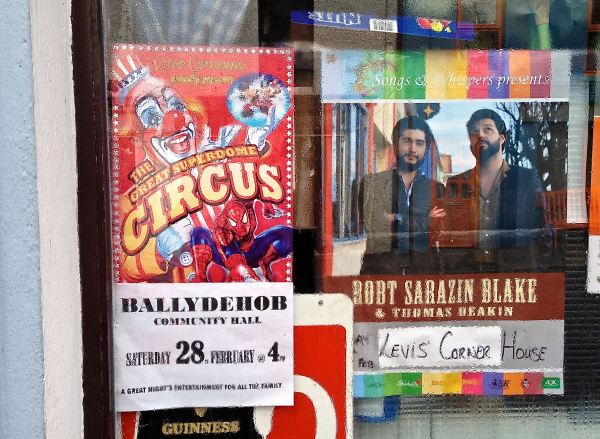 THE
GREAT SUPERDOME
CIRCUS
BALLYDEHOB
COMMUNITY HALL
SATURDAY 28TH FEBRUARY @ 4PM
A GREAT NIGHT'S ENTERTAINMENT FOR ALL THE FAMILY
GUINNESS
NUTS
Songs & Whispers presents
ROBT SARAZIN BLAKE
& THOMAS DEAKIN
LEVIS' CORNER HOUSE